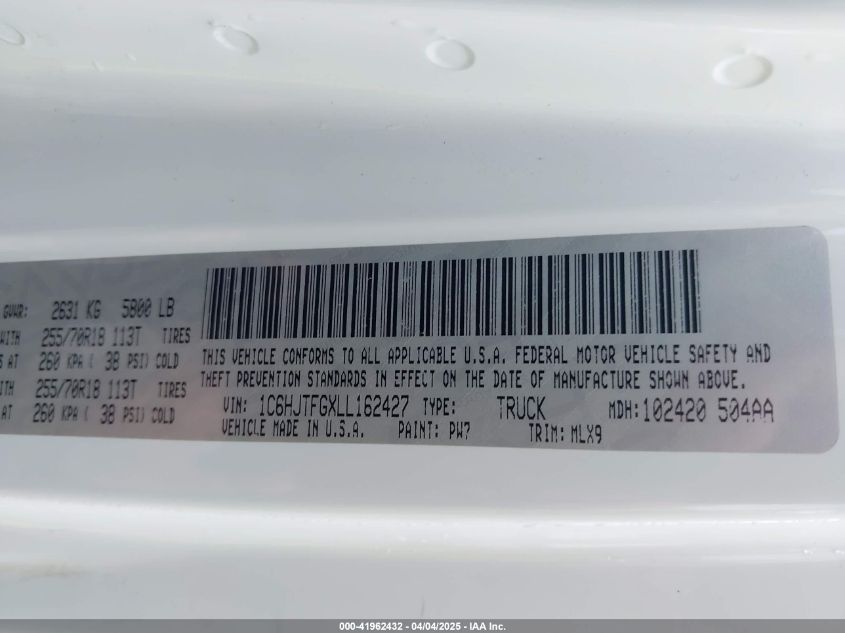 GVWR: 2631 KG 5800 LB
WITH 255/70R18 113T TIRES
AT 260 KPA ( 38 PSI) COLD
255/70R18 113T TIRES
AT 260 KPA ( 38 PSI) COLD
THIS VEHICLE CONFORMS TO ALL APPLICABLE U.S.A. FEDERAL MOTOR VEHICLE SAFETY AND
THEFT PREVENTION STANDARDS IN EFFECT ON THE DATE OF MANUFACTURE SHOWN ABOVE.
VIN: 1C6HJTFGXLL162427 TYPE: TRUCK MDH: 102420 504AA
VEHICLE MADE IN U.S.A. PAINT: PW7 TRIM: MLX9
000-41962432 - 04/04/2025 - IAA Inc.